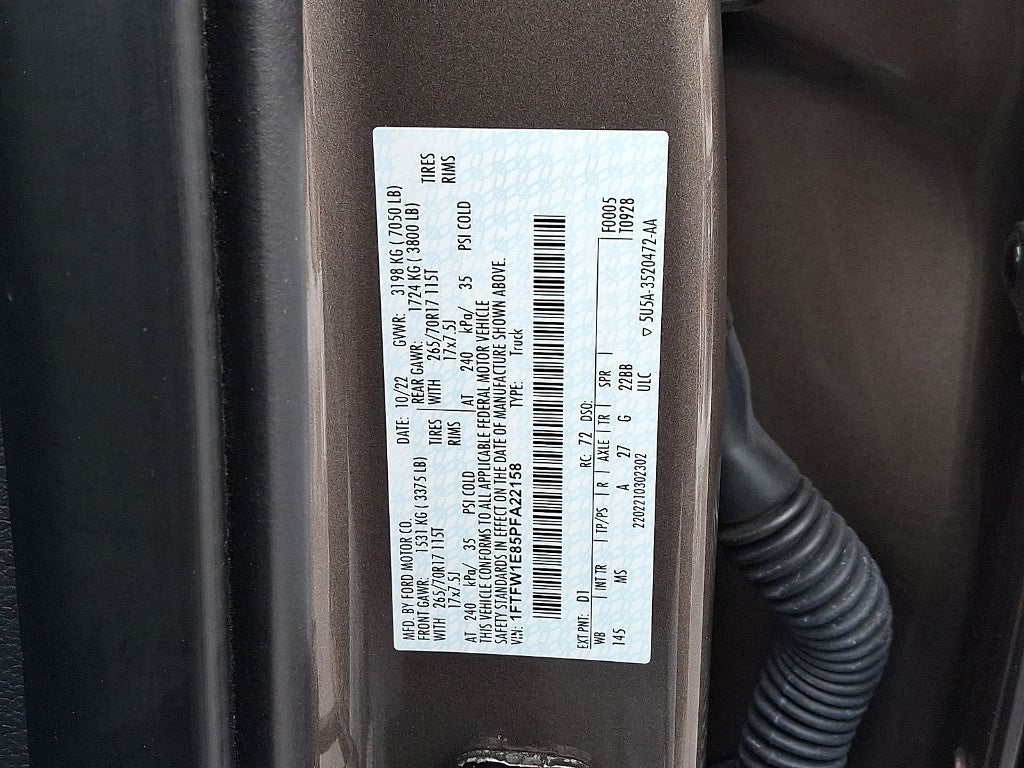 MFD. BY FORD MOTOR CO. DATE: 10/22 GVWR: 3198 KG ( 7050 LB)
FRONT GAWR: 1531 KG ( 3375 LB) REAR GAWR: 1724 KG ( 3800 LB)
WITH 265/70R17 115T TIRES WITH 265/70R17 115T TIRES
17x7.5J RIMS 17x7.5J RIMS
AT 240 kPa/ 35 PSI COLD AT 240 kPa/ 35 PSI COLD
THIS VEHICLE CONFORMS TO ALL APPLICABLE FEDERAL MOTOR VEHICLE
SAFETY STANDARDS IN EFFECT ON THE DATE OF MANUFACTURE SHOWN ABOVE.
VIN: 1FTFW1E85PFA22158 TYPE: Truck
EXT PNT: D1 RC: 72 DSO:
WB INT TR TP/PS R AXLE TR SPR F0005
145 MS A 27 G 22BB T0928
2202210302302 ULC
▽ 5U5A-3520472-AA